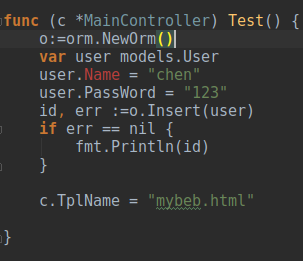 func (c *MainController) Test() {
o:=orm.NewOrm()
var user models.User
user.Name = "chen"
user.PassWord = "123"
id, err :=o.Insert(user)
if err == nil {
fmt.Println(id)
}
c.TplName = "mybeb.html"
}